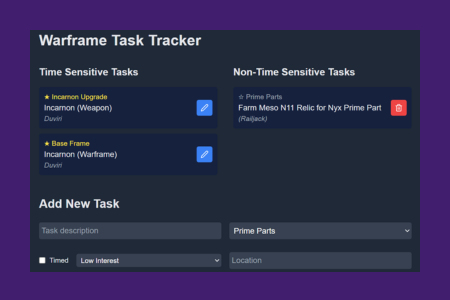 Warframe Task Tracker
Time Sensitive Tasks
★ Incarnon Upgrade
Incarnon (Weapon)
Duviri
★ Base Frame
Incarnon (Warframe)
Duviri
Non-Time Sensitive Tasks
☆ Prime Parts
Farm Meso N11 Relic for Nyx Prime Part
(Railjack)
Add New Task
Task description
Prime Parts
Timed
Low Interest
Location